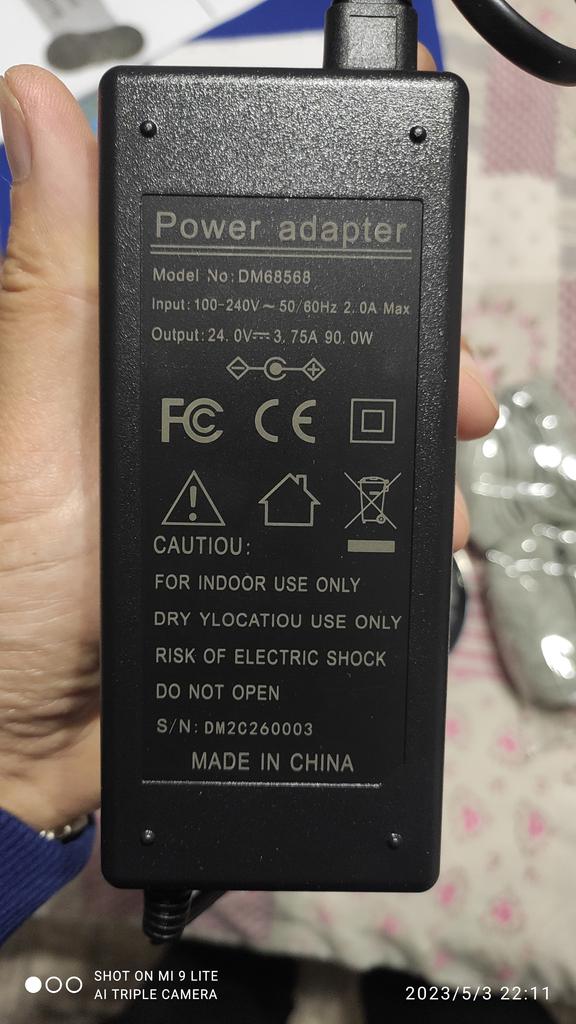 Power adapter
Model No: DM68568
Input: 100-240V~ 50/60Hz 2.0A Max
Output: 24.0V⎓3.75A 90.0W
FC CE
CAUTIOU:
FOR INDOOR USE ONLY
DRY YLOCATIOU USE ONLY
RISK OF ELECTRIC SHOCK
DO NOT OPEN
S/N: DM2C260003
MADE IN CHINA
SHOT ON MI 9 LITE
AI TRIPLE CAMERA
2023/5/3 22:11